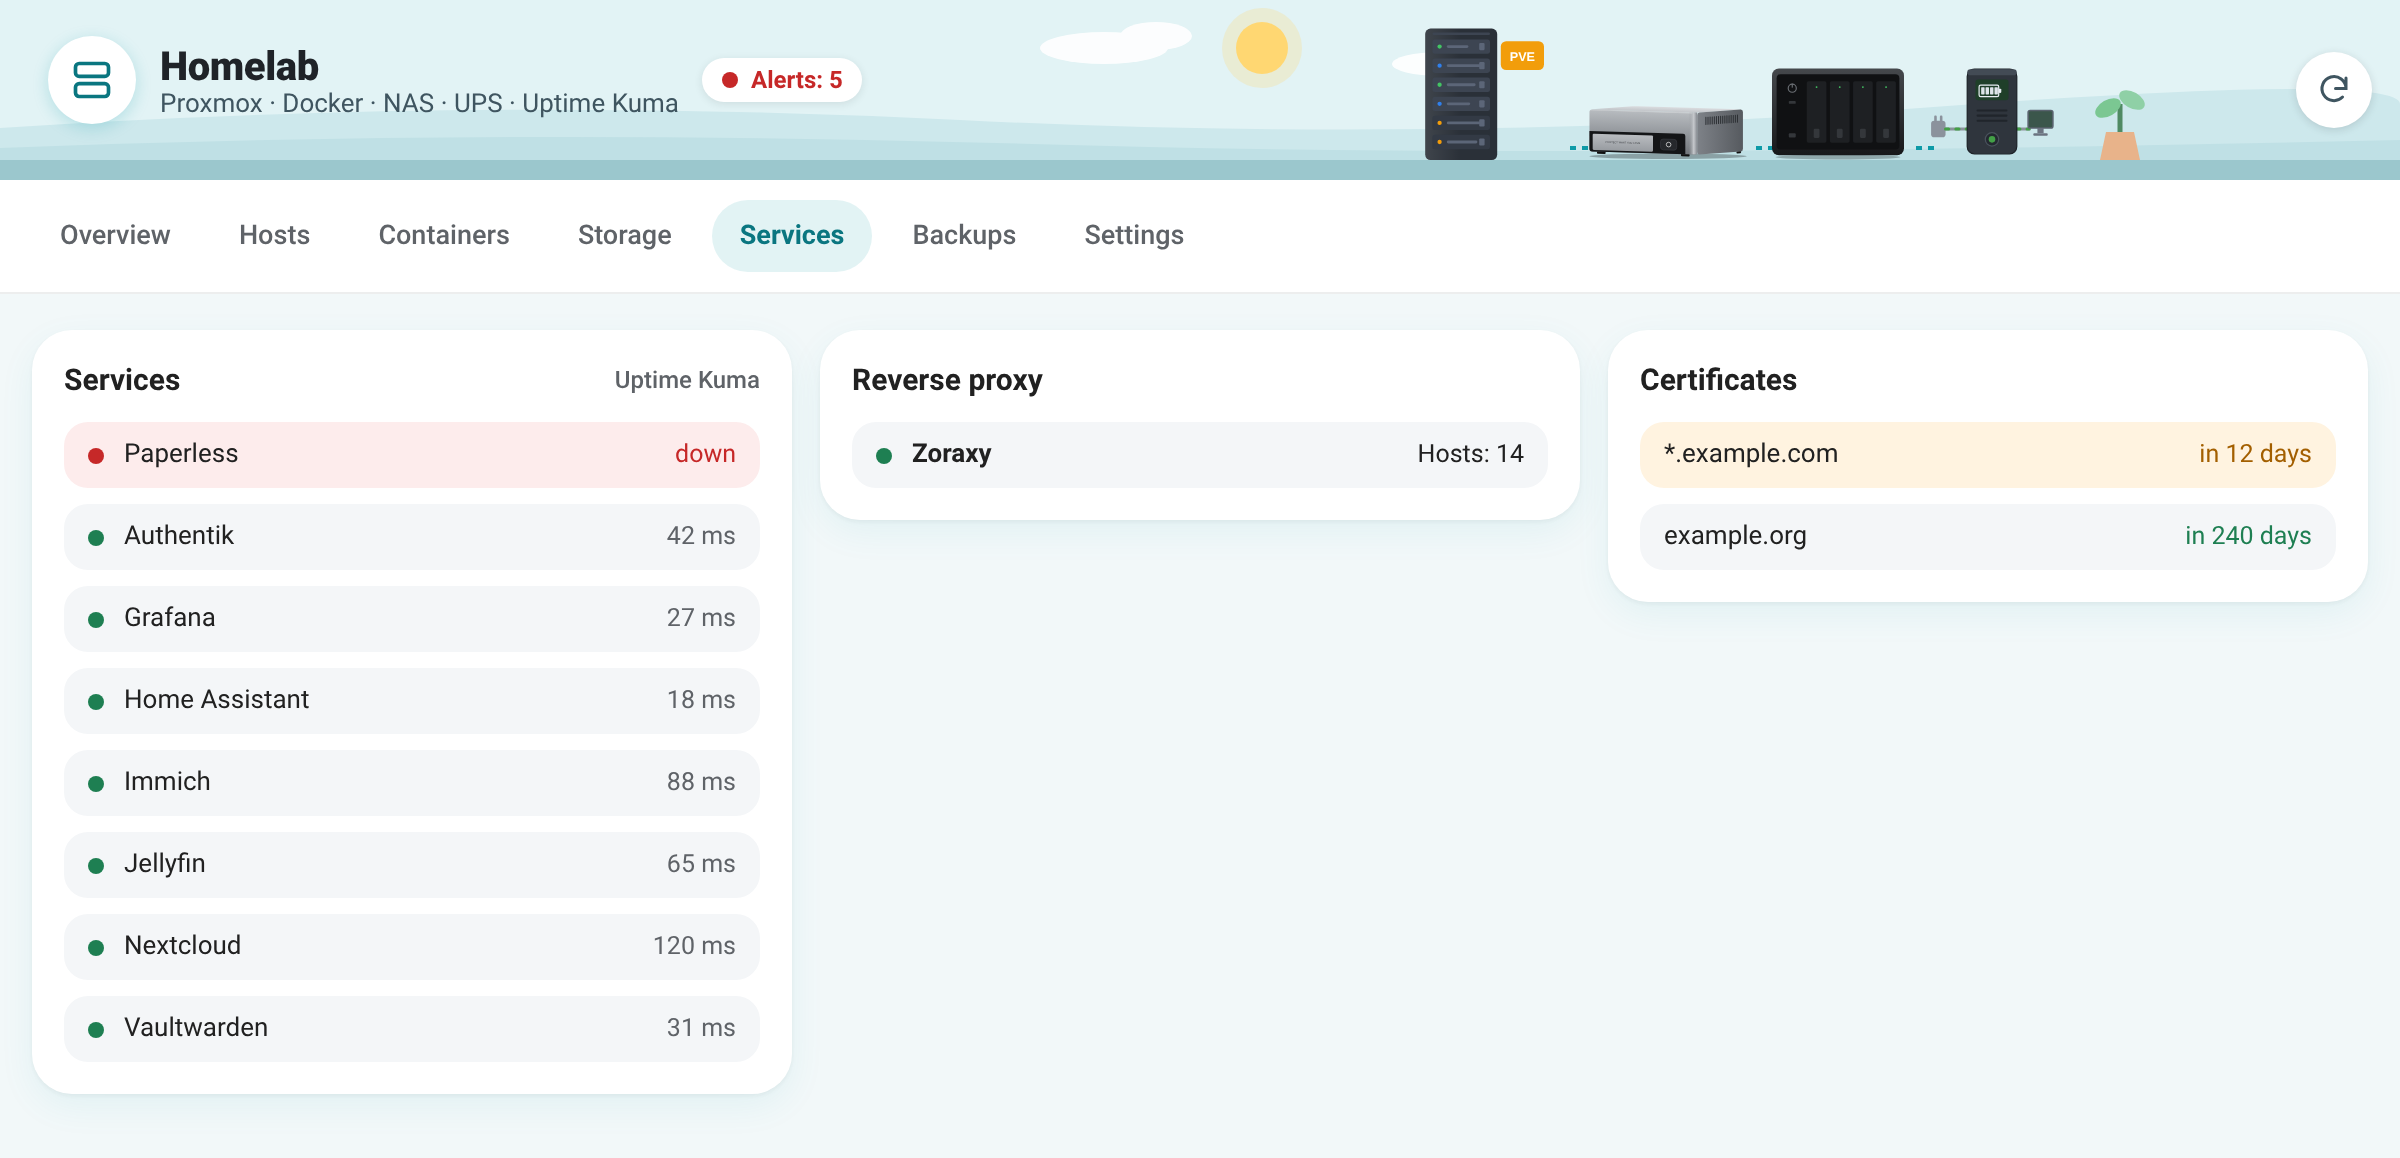 Homelab
Proxmox · Docker · NAS · UPS · Uptime Kuma
Alerts: 5
PVE
Overview
Hosts
Containers
Storage
Services
Backups
Settings
Services
Uptime Kuma
Paperless
down
Authentik
42 ms
Grafana
27 ms
Home Assistant
18 ms
Immich
88 ms
Jellyfin
65 ms
Nextcloud
120 ms
Vaultwarden
31 ms
Reverse proxy
Zoraxy
Hosts: 14
Certificates
*.example.com
in 12 days
example.org
in 240 days